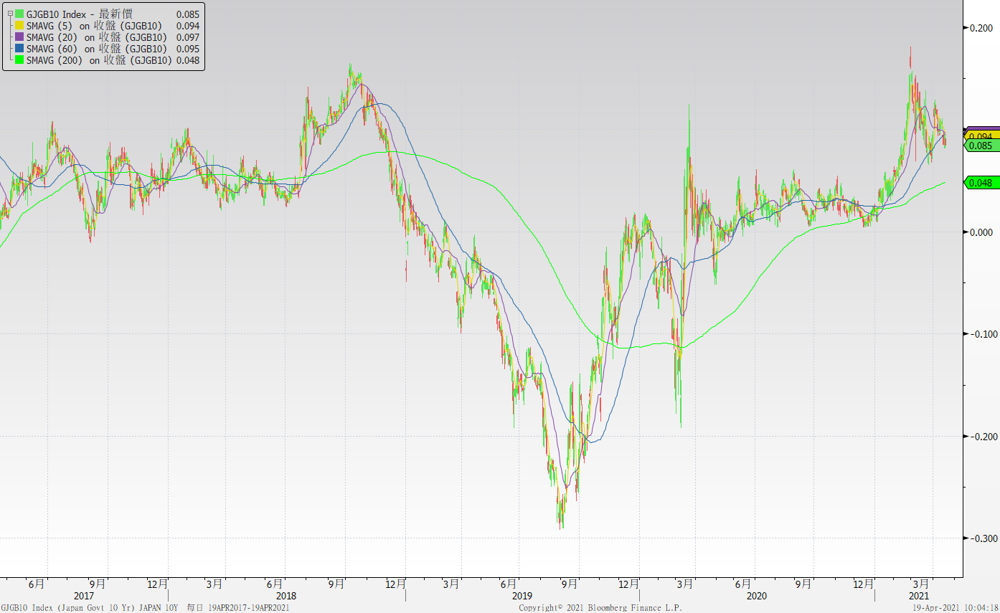 GJGB10 Index - 最新價 0.085
SMAVG (5) on 收盤 (GJGB10) 0.094
SMAVG (20) on 收盤 (GJGB10) 0.097
SMAVG (60) on 收盤 (GJGB10) 0.095
SMAVG (200) on 收盤 (GJGB10) 0.048
0.200
0.094
0.085
0.048
0.000
-0.100
-0.200
-0.300
6月 9月 12月 3月 6月 9月 12月 3月 6月 9月 12月 3月 6月 9月 12月 3月
2017 2018 2019 2020 2021
GJGB10 Index (Japan Govt 10 Yr) JAPAN 10Y 每日 19APR2017-19APR2021 Copyright© 2021 Bloomberg Finance L.P. 19-Apr-2021 10:04:18